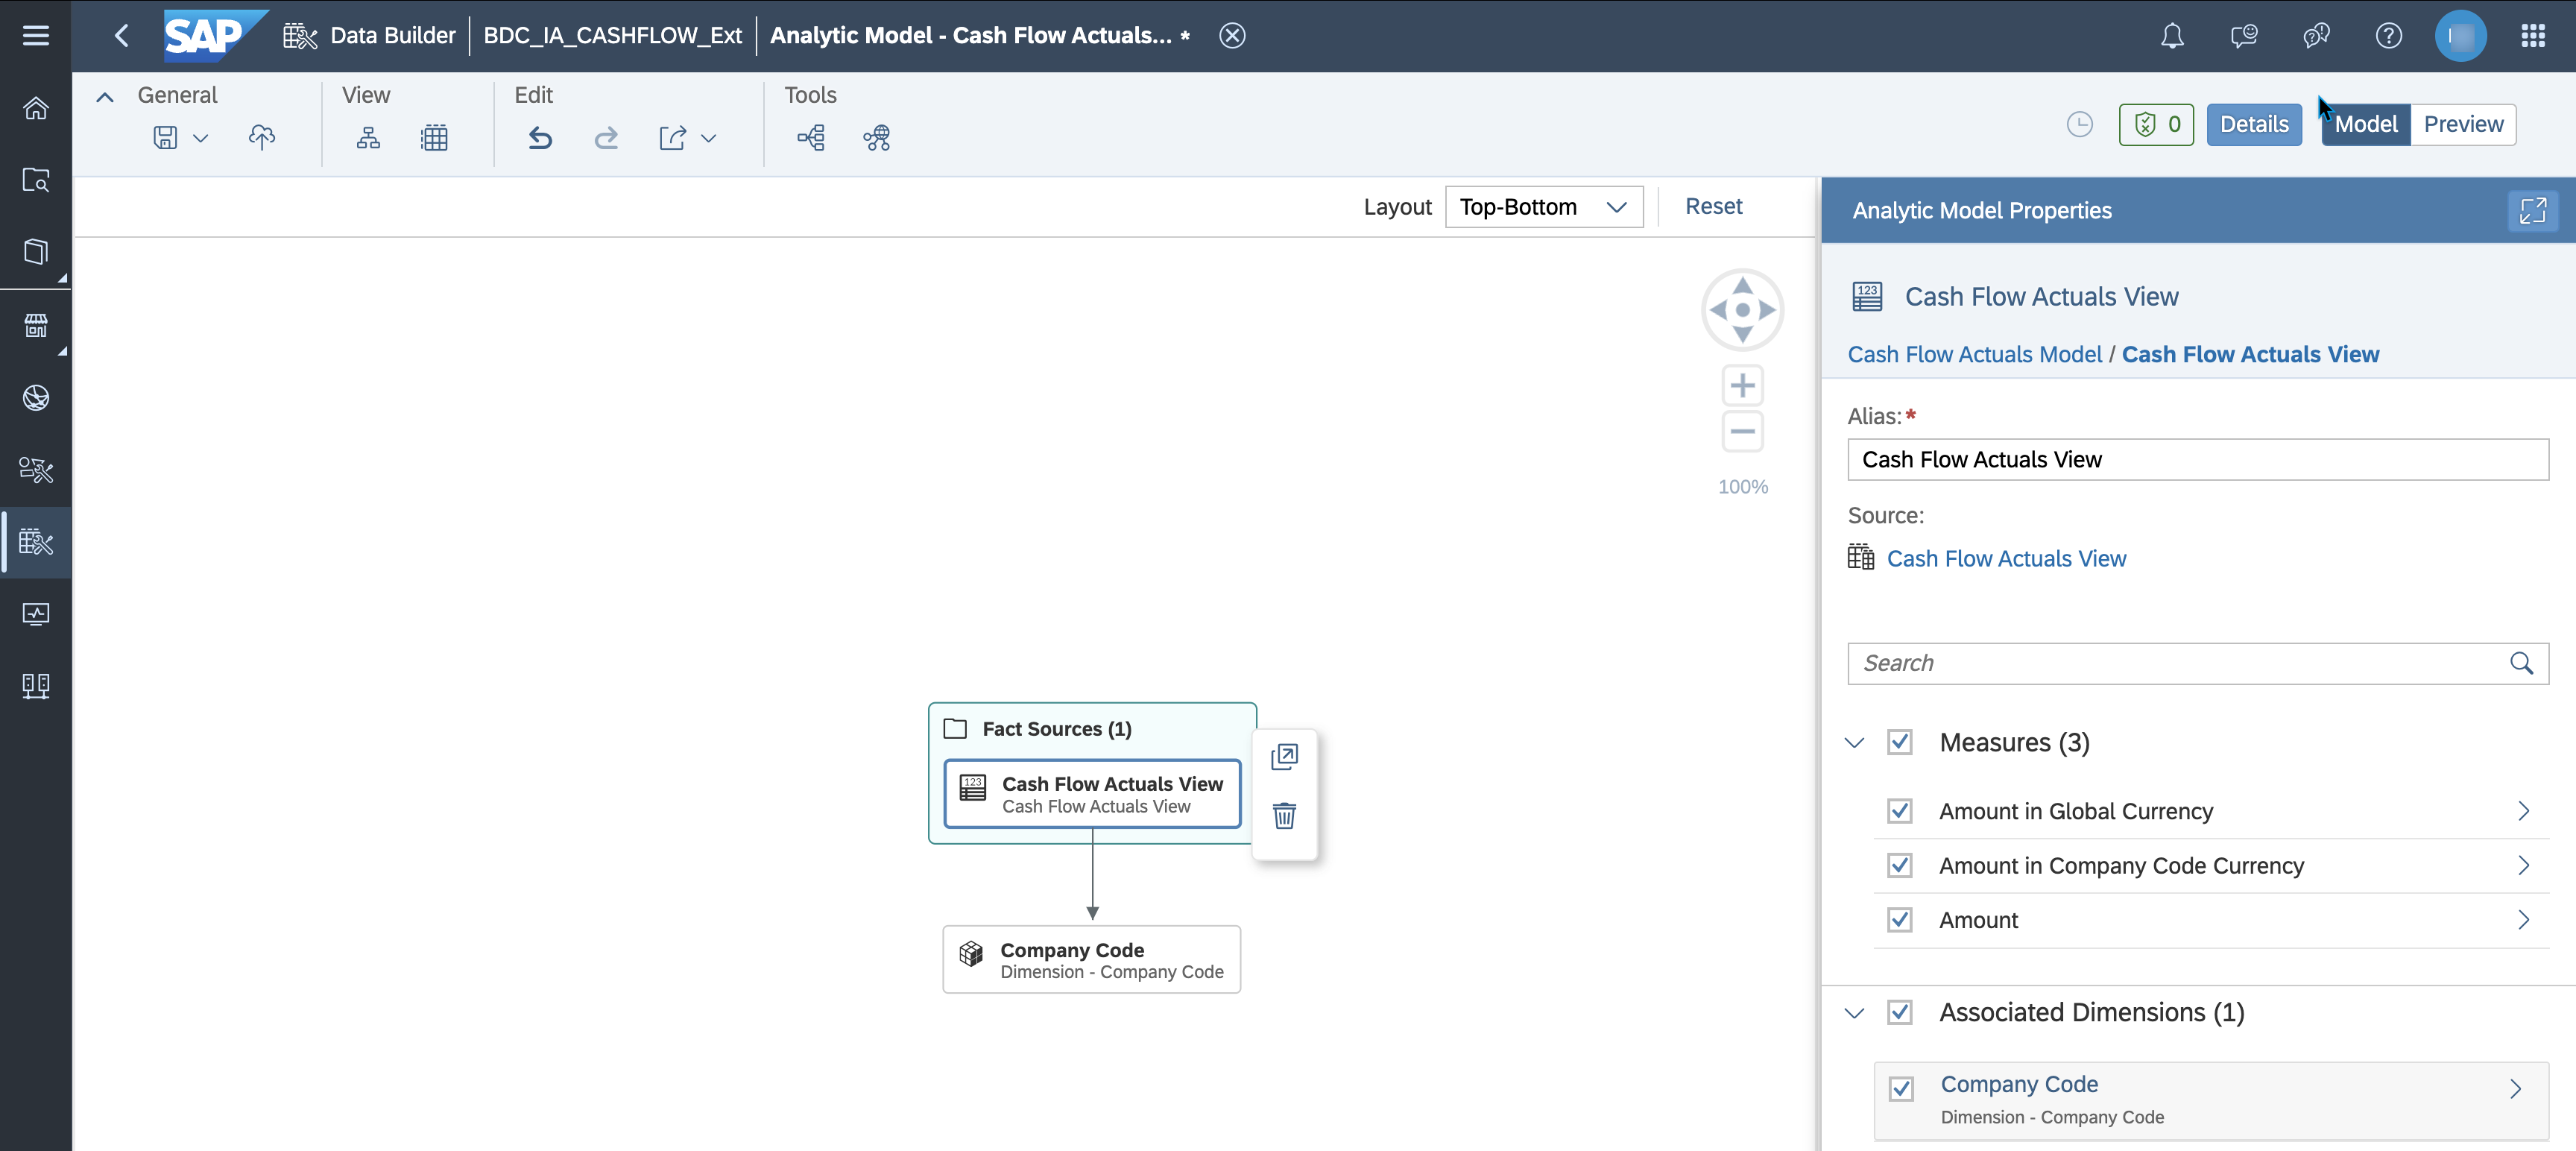 SAP Data Builder BDC_IA_CASHFLOW_Ext Analytic Model - Cash Flow Actuals... *
General View Edit Tools
0 Details Model Preview
Layout Top-Bottom Reset
Analytic Model Properties
123 Cash Flow Actuals View
Cash Flow Actuals Model / Cash Flow Actuals View
Alias:*
Cash Flow Actuals View
Source:
Cash Flow Actuals View
100%
Search
Fact Sources (1)
123 Cash Flow Actuals View
Cash Flow Actuals View
Company Code
Dimension - Company Code
Measures (3)
Amount in Global Currency
Amount in Company Code Currency
Amount
Associated Dimensions (1)
Company Code
Dimension - Company Code